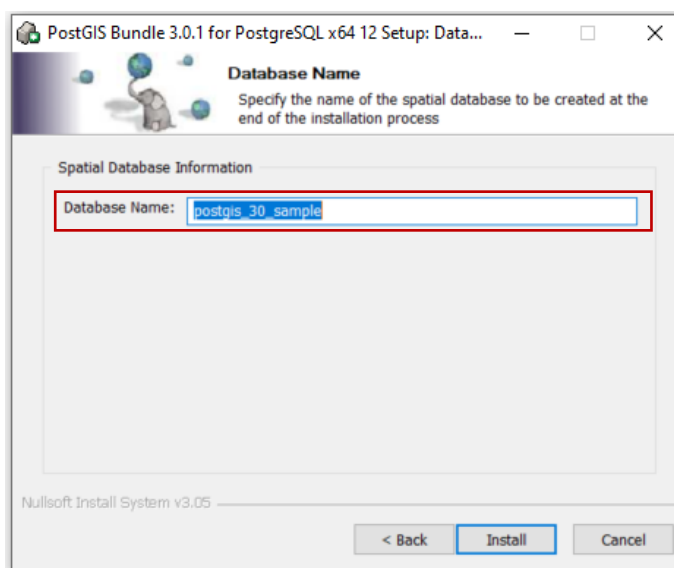 PostGIS Bundle 3.0.1 for PostgreSQL x64 12 Setup: Data...
Database Name
Specify the name of the spatial database to be created at the
end of the installation process
Spatial Database Information
Database Name: postgis_30_sample
Nullsoft Install System v3.05
< Back Install Cancel